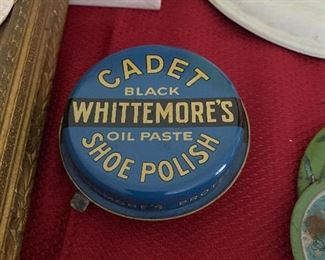 CADET
BLACK
WHITTEMORE'S
OIL PASTE
SHOE POLISH